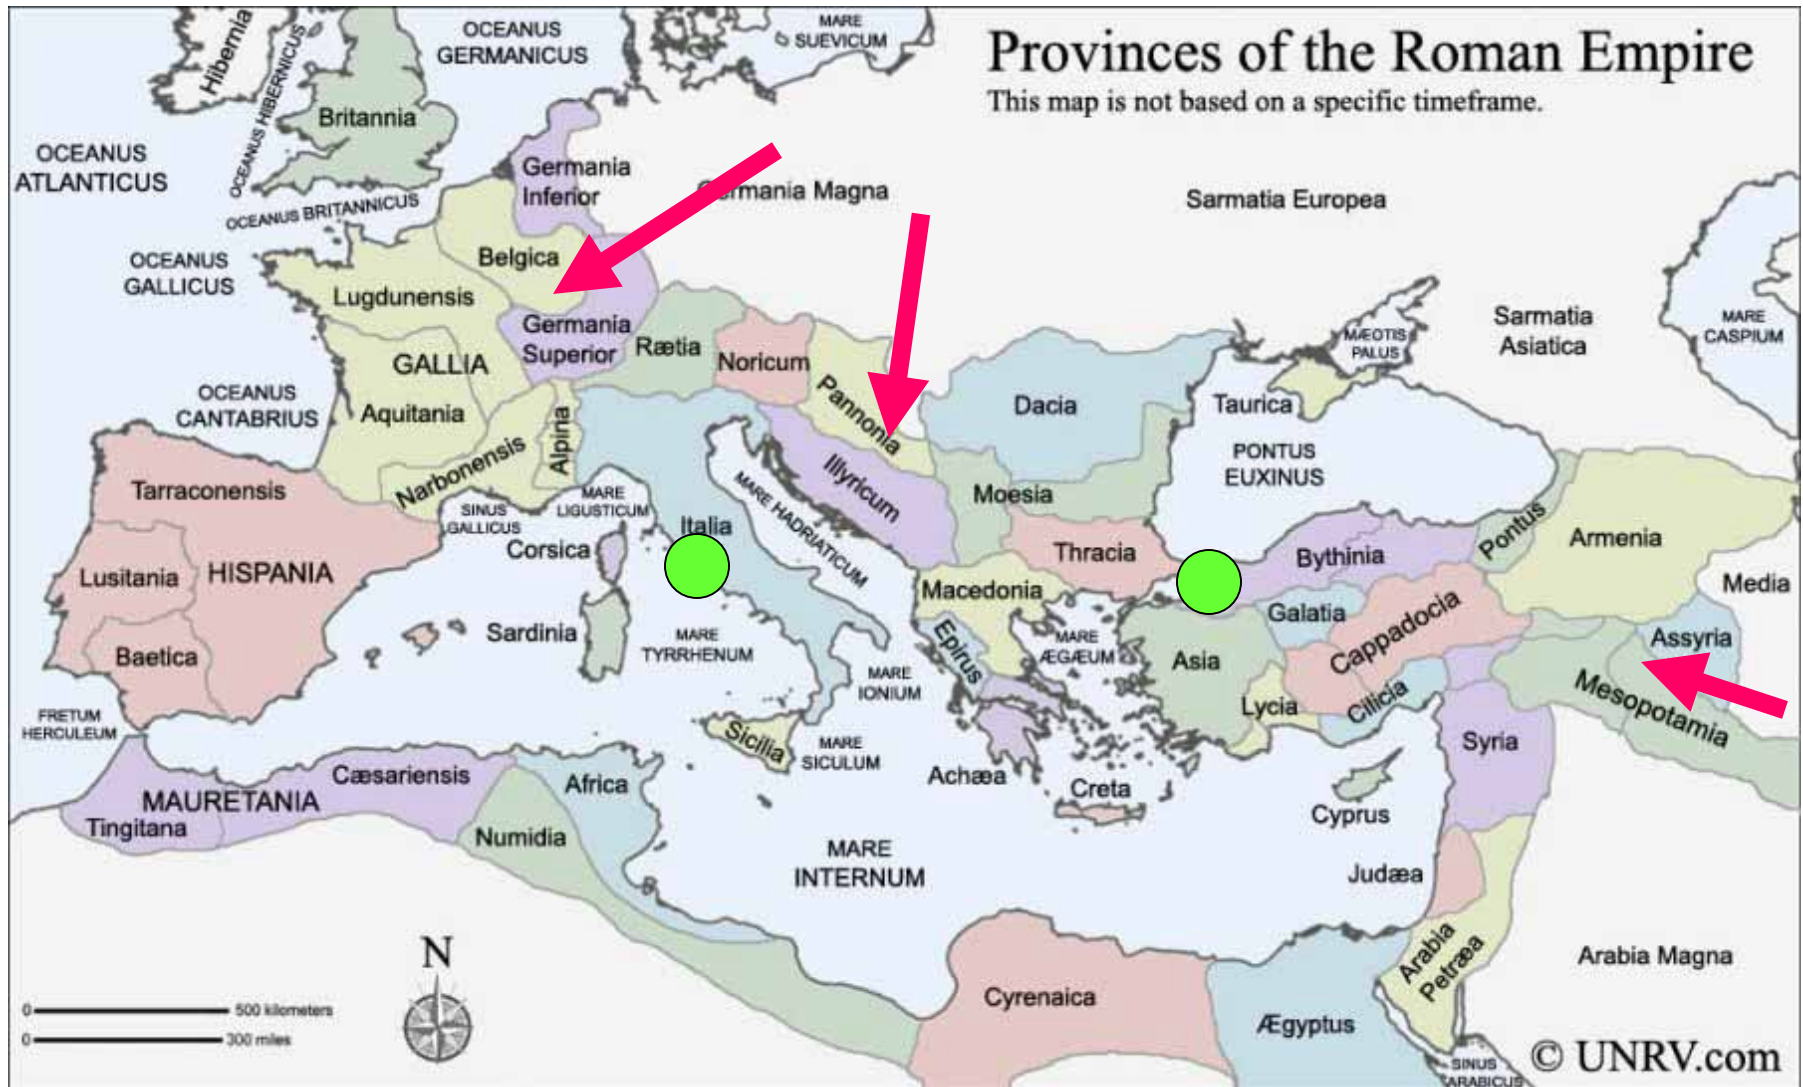 Provinces of the Roman Empire
This map is not based on a specific timeframe.
MARE
SUEVICUM
OCEANUS
GERMANICUS
Hibernia
OCEANUS HIBERNICUS
Britannia
OCEANUS
ATLANTICUS
Germania
Inferior
Germania Magna
Sarmatia Europea
OCEANUS BRITANNICUS
OCEANUS
GALLICUS
Belgica
Lugdunensis
Germania
Superior
Rætia
Noricum
Pannonia
GALLIA
Aquitania
OCEANUS
CANTABRIUS
Narbonensis
Alpina
Illyricum
Dacia
Moesia
Taurica
MÆOTIS
PALUS
Sarmatia
Asiatica
MARE
CASPIUM
PONTUS
EUXINUS
Tarraconensis
SINUS
GALLICUS
MARE
LIGUSTICUM
Italia
MARE HADRIATICUM
Corsica
Thracia
Bythinia
Pontus
Armenia
Media
Lusitania
HISPANIA
Baetica
Sardinia
MARE
TYRRHENUM
Macedonia
Epirus
MARE
ÆGÆUM
Asia
Galatia
Cappadocia
Assyria
Mesopotamia
Lycia
Cilicia
MARE
IONIUM
FRETUM
HERCULEUM
Sicilia
MARE
SICULUM
Achæa
Creta
Cyprus
Syria
Cæsariensis
MAURETANIA
Tingitana
Africa
Numidia
MARE
INTERNUM
Judæa
Arabia
Petræa
Arabia Magna
N
0
500 kilometers
0
300 miles
Cyrenaica
Ægyptus
SINUS
ARABICUS
© UNRV.com